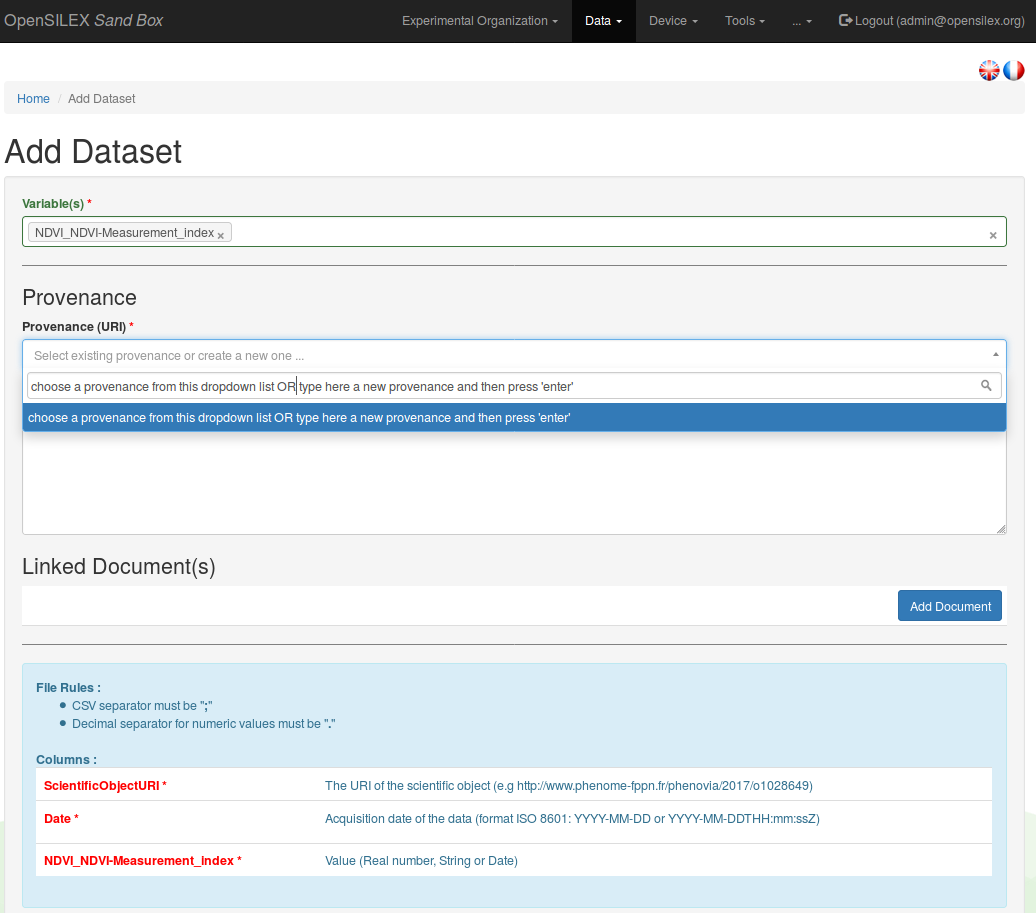 OpenSILEX Sand Box Experimental Organization Data Device Tools ... Logout (admin@opensilex.org)
Home / Add Dataset
Add Dataset
Variable(s) *
NDVI_NDVI-Measurement_index × ×
Provenance
Provenance (URI) *
Select existing provenance or create a new one ...
choose a provenance from this dropdown list OR type here a new provenance and then press 'enter'
choose a provenance from this dropdown list OR type here a new provenance and then press 'enter'
Linked Document(s)
Add Document
File Rules :
• CSV separator must be ";"
• Decimal separator for numeric values must be "."
Columns :
ScientificObjectURI * The URI of the scientific object (e.g http://www.phenome-fppn.fr/phenovia/2017/o1028649)
Date * Acquisition date of the data (format ISO 8601: YYYY-MM-DD or YYYY-MM-DDTHH:mm:ssZ)
NDVI_NDVI-Measurement_index * Value (Real number, String or Date)